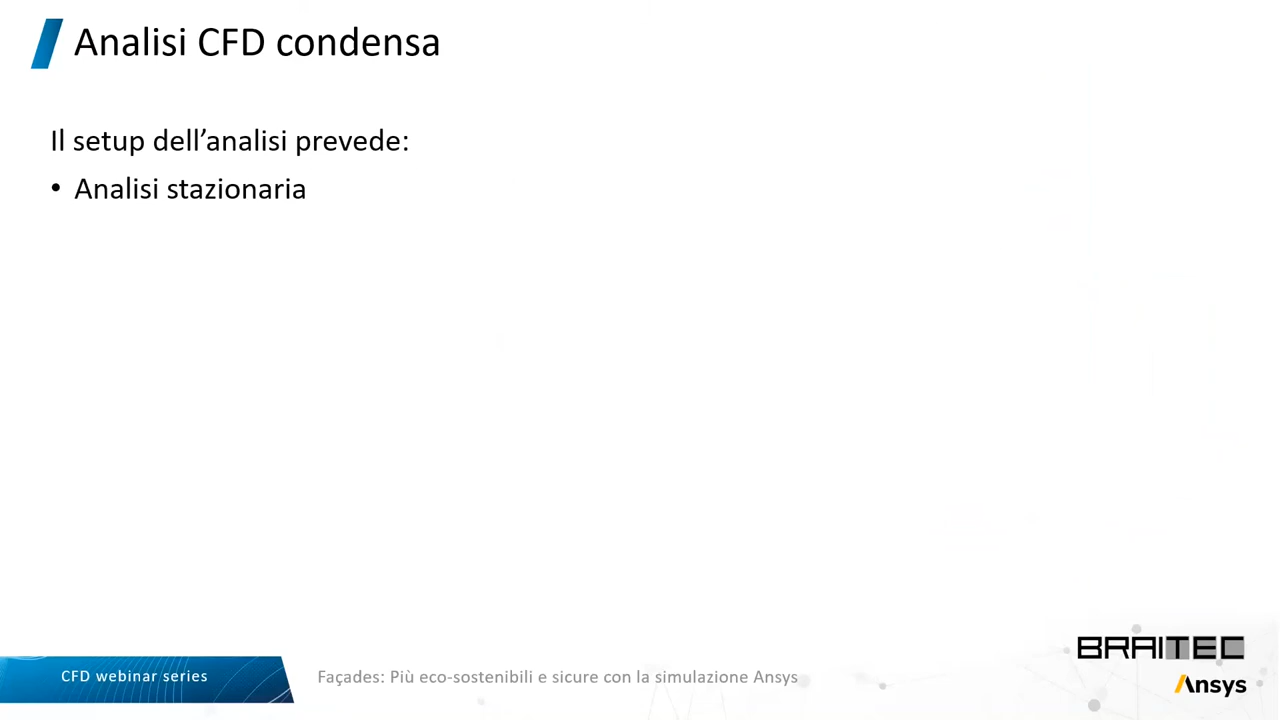 Analisi CFD condensa
Il setup dell’analisi prevede:
• Analisi stazionaria
BRAITEC
CFD webinar series
Façades: Più eco-sostenibili e sicure con la simulazione Ansys
Ansys